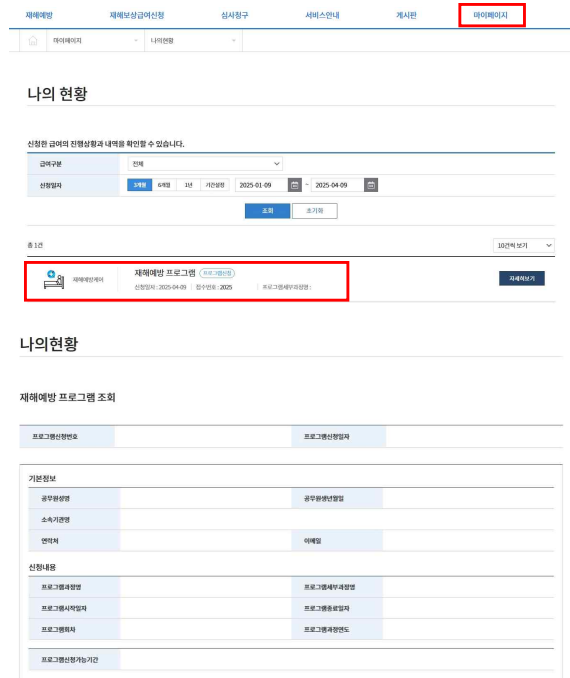 재해예방 재해보상급여신청 심사청구 서비스안내 게시판 마이페이지
마이페이지 나의현황
나의 현황
신청한 급여의 진행상황과 내역을 확인할 수 있습니다.
급여구분 전체
신청일자 3개월 6개월 1년 기간설정 2025-01-09 ~ 2025-04-09
조회 초기화
총 1건 10건씩 보기
재해예방케어 재해예방 프로그램 프로그램신청 자세히보기
신청일자 : 2025-04-09 접수번호 : 2025 프로그램세부과정명 :
나의현황
재해예방 프로그램 조회
프로그램신청번호 프로그램신청일자
기본정보
공무원성명 공무원생년월일
소속기관명
연락처 이메일
신청내용
프로그램과정명 프로그램세부과정명
프로그램시작일자 프로그램종료일자
프로그램회차 프로그램과정연도
프로그램신청가능기간